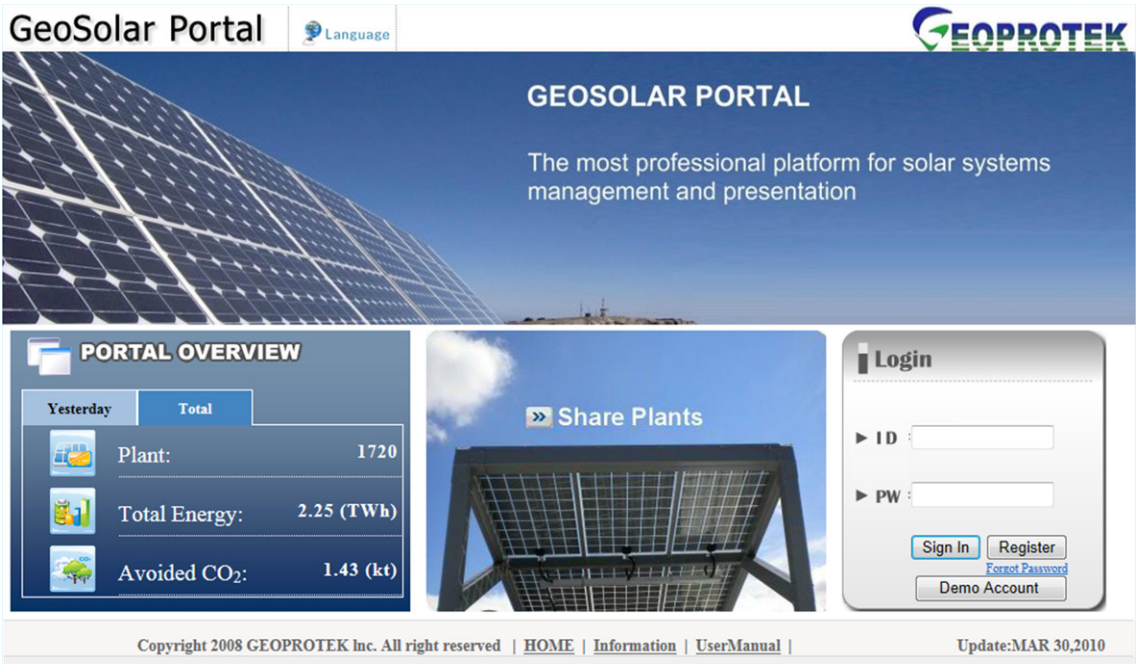 GeoSolar Portal
Language
GEOPROTEK
GEOSOLAR PORTAL
The most professional platform for solar systems
management and presentation
PORTAL OVERVIEW
Yesterday
Total
Plant: 1720
Total Energy: 2.25 (TWh)
Avoided CO₂: 1.43 (kt)
Share Plants
Login
ID :
PW :
Sign In
Register
Forgot Password
Demo Account
Copyright 2008 GEOPROTEK Inc. All right reserved | HOME | Information | UserManual | Update:MAR 30,2010